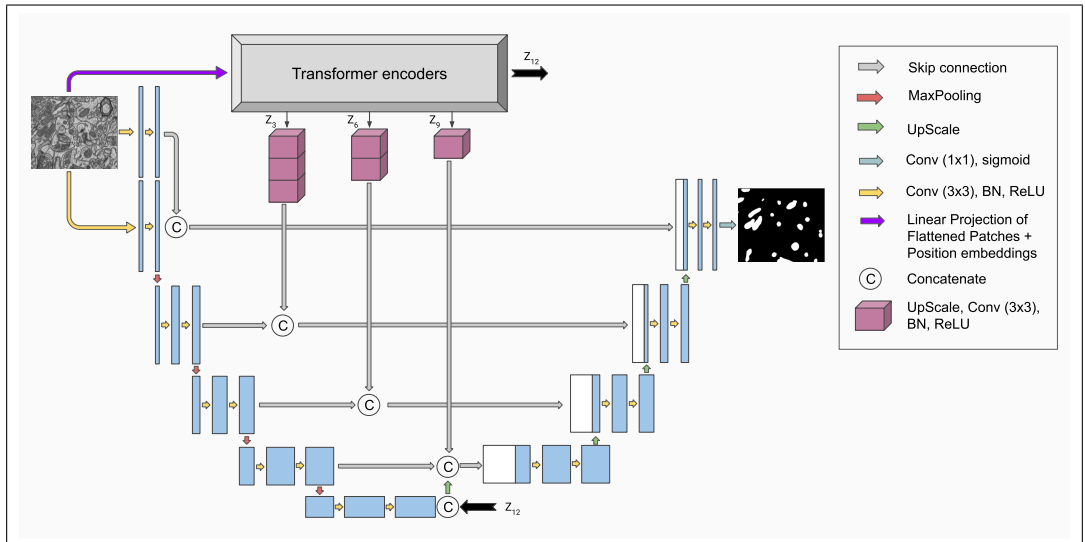 Transformer encoders
Z12
Z3
Z6
Z9
C
C
C
C
C
Z12
Skip connection
MaxPooling
UpScale
Conv (1x1), sigmoid
Conv (3x3), BN, ReLU
Linear Projection of
Flattened Patches +
Position embeddings
C
Concatenate
UpScale, Conv (3x3),
BN, ReLU